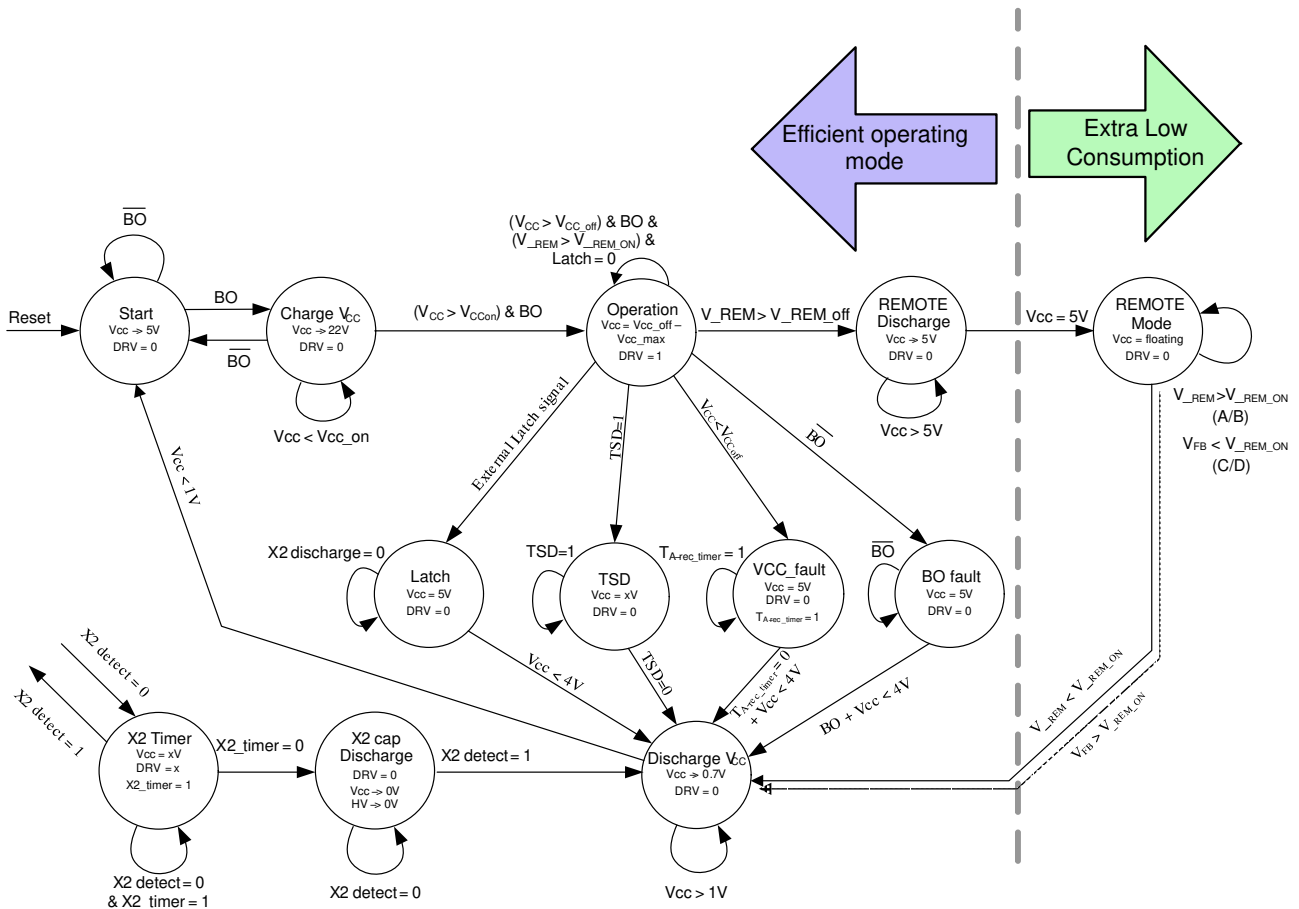 Efficient operating
mode
Extra Low
Consumption
B̅O̅
(V_CC > V_CC_off) & BO &
(V_REM > V_REM_ON) &
Latch = 0
Reset
Start
Vcc → 5V
DRV = 0
BO
B̅O̅
Charge VCC
Vcc → 22V
DRV = 0
Vcc < Vcc_on
(VCC > VCCon) & BO
Operation
Vcc = Vcc_off –
Vcc_max
DRV = 1
V_REM > V_REM_off
REMOTE
Discharge
Vcc → 5V
DRV = 0
Vcc > 5V
Vcc = 5V
REMOTE
Mode
Vcc = floating
DRV = 0
V_REM > V_REM_ON
(A/B)
VFB < V_REM_ON
(C/D)
External Latch signal
TSD=1
VCC<VCCoff
B̅O̅
Vcc < 1V
X2 discharge = 0
Latch
Vcc = 5V
DRV = 0
TSD=1
TSD
Vcc = xV
DRV = 0
TA-rec_timer = 1
VCC_fault
Vcc = 5V
DRV = 0
TA-rec_timer = 1
B̅O̅
BO fault
Vcc = 5V
DRV = 0
Vcc < 4V
TSD=0
TA-rec_timer = 0
+ Vcc < 4V
BO + Vcc < 4V
V_REM < V_REM_ON
VFB > V_REM_ON
X2 detect = 0
X2 detect = 1
X2 Timer
Vcc = xV
DRV = x
X2_timer = 1
X2_timer = 0
X2 detect = 0
& X2_timer = 1
X2 cap
Discharge
DRV = 0
Vcc → 0V
HV → 0V
X2 detect = 0
X2 detect = 1
Discharge VCC
Vcc → 0.7V
DRV = 0
Vcc > 1V